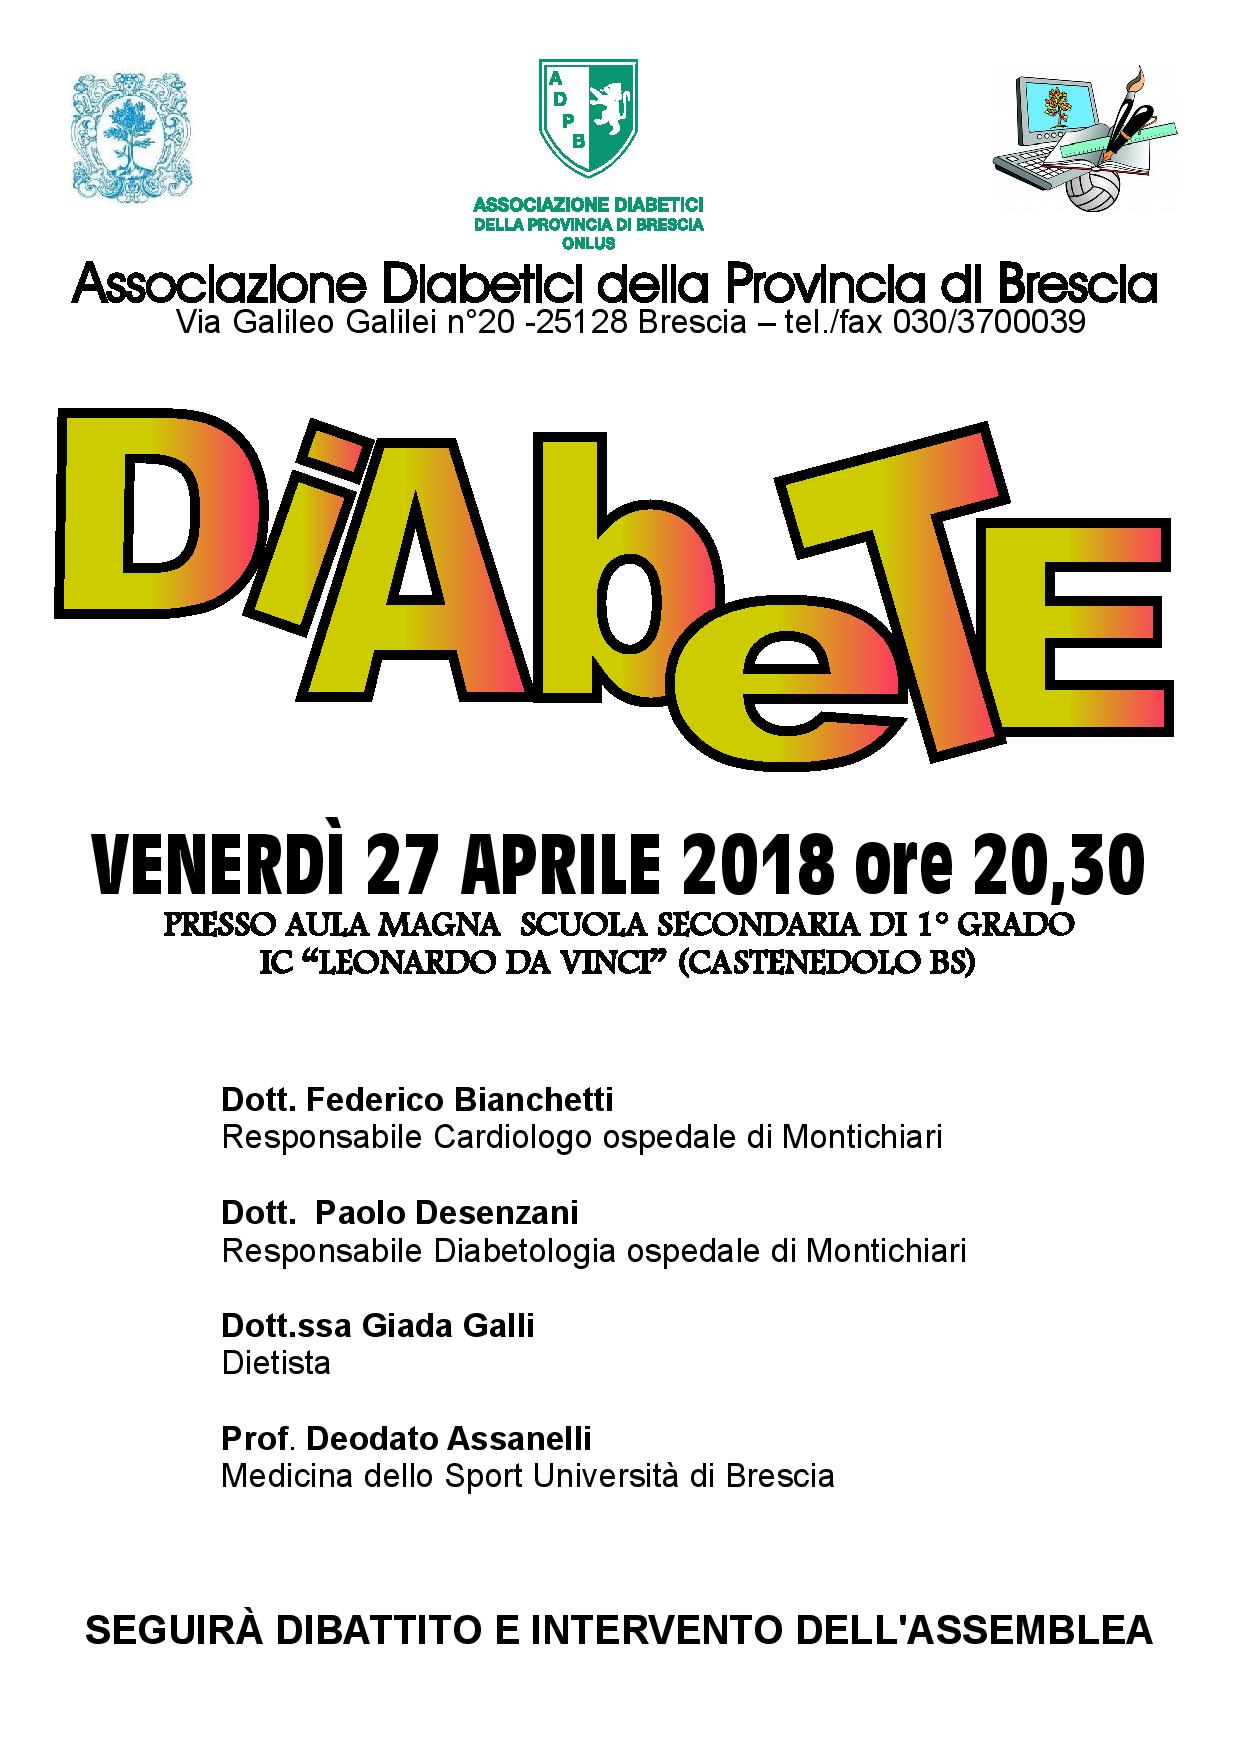 A
D
P
B
ASSOCIAZIONE DIABETICI
DELLA PROVINCIA DI BRESCIA
ONLUS
Associazione Diabetici della Provincia di Brescia
Via Galileo Galilei n°20 -25128 Brescia – tel./fax 030/3700039
DiAbeTE
VENERDÌ 27 APRILE 2018 ore 20,30
PRESSO AULA MAGNA SCUOLA SECONDARIA DI 1° GRADO
IC “LEONARDO DA VINCI” (CASTENEDOLO BS)
Dott. Federico Bianchetti
Responsabile Cardiologo ospedale di Montichiari
Dott. Paolo Desenzani
Responsabile Diabetologia ospedale di Montichiari
Dott.ssa Giada Galli
Dietista
Prof. Deodato Assanelli
Medicina dello Sport Università di Brescia
SEGUIRÀ DIBATTITO E INTERVENTO DELL'ASSEMBLEA